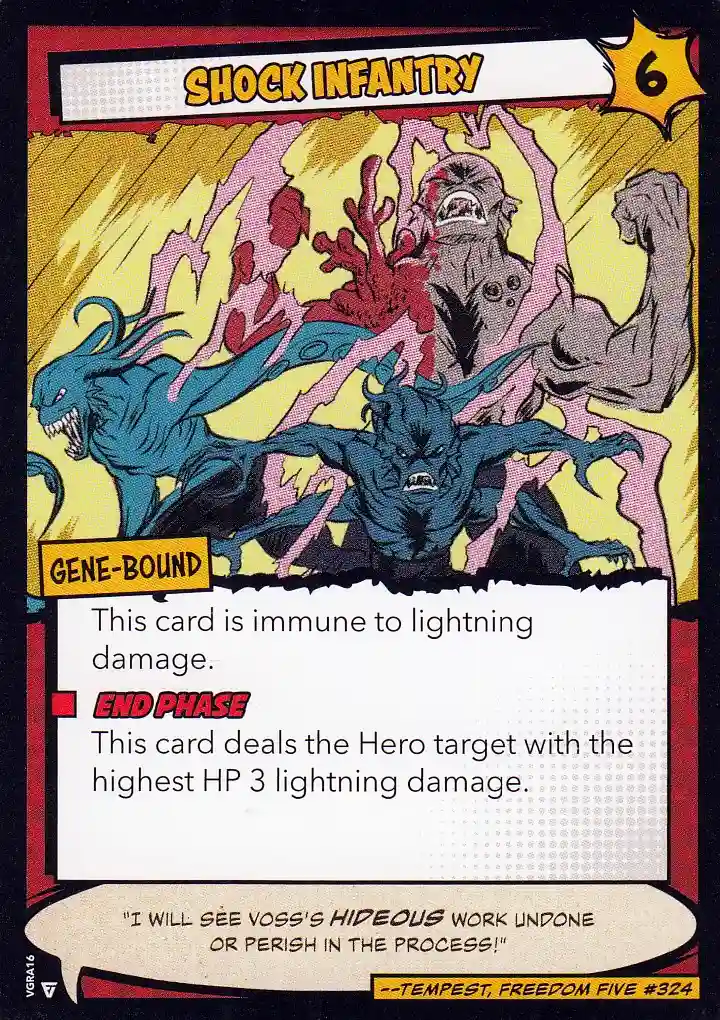 SHOCK INFANTRY
6
GENE-BOUND
This card is immune to lightning
damage.
END PHASE
This card deals the Hero target with the
highest HP 3 lightning damage.
"I WILL SEE VOSS'S HIDEOUS WORK UNDONE
OR PERISH IN THE PROCESS!"
--TEMPEST, FREEDOM FIVE #324
VGRA16